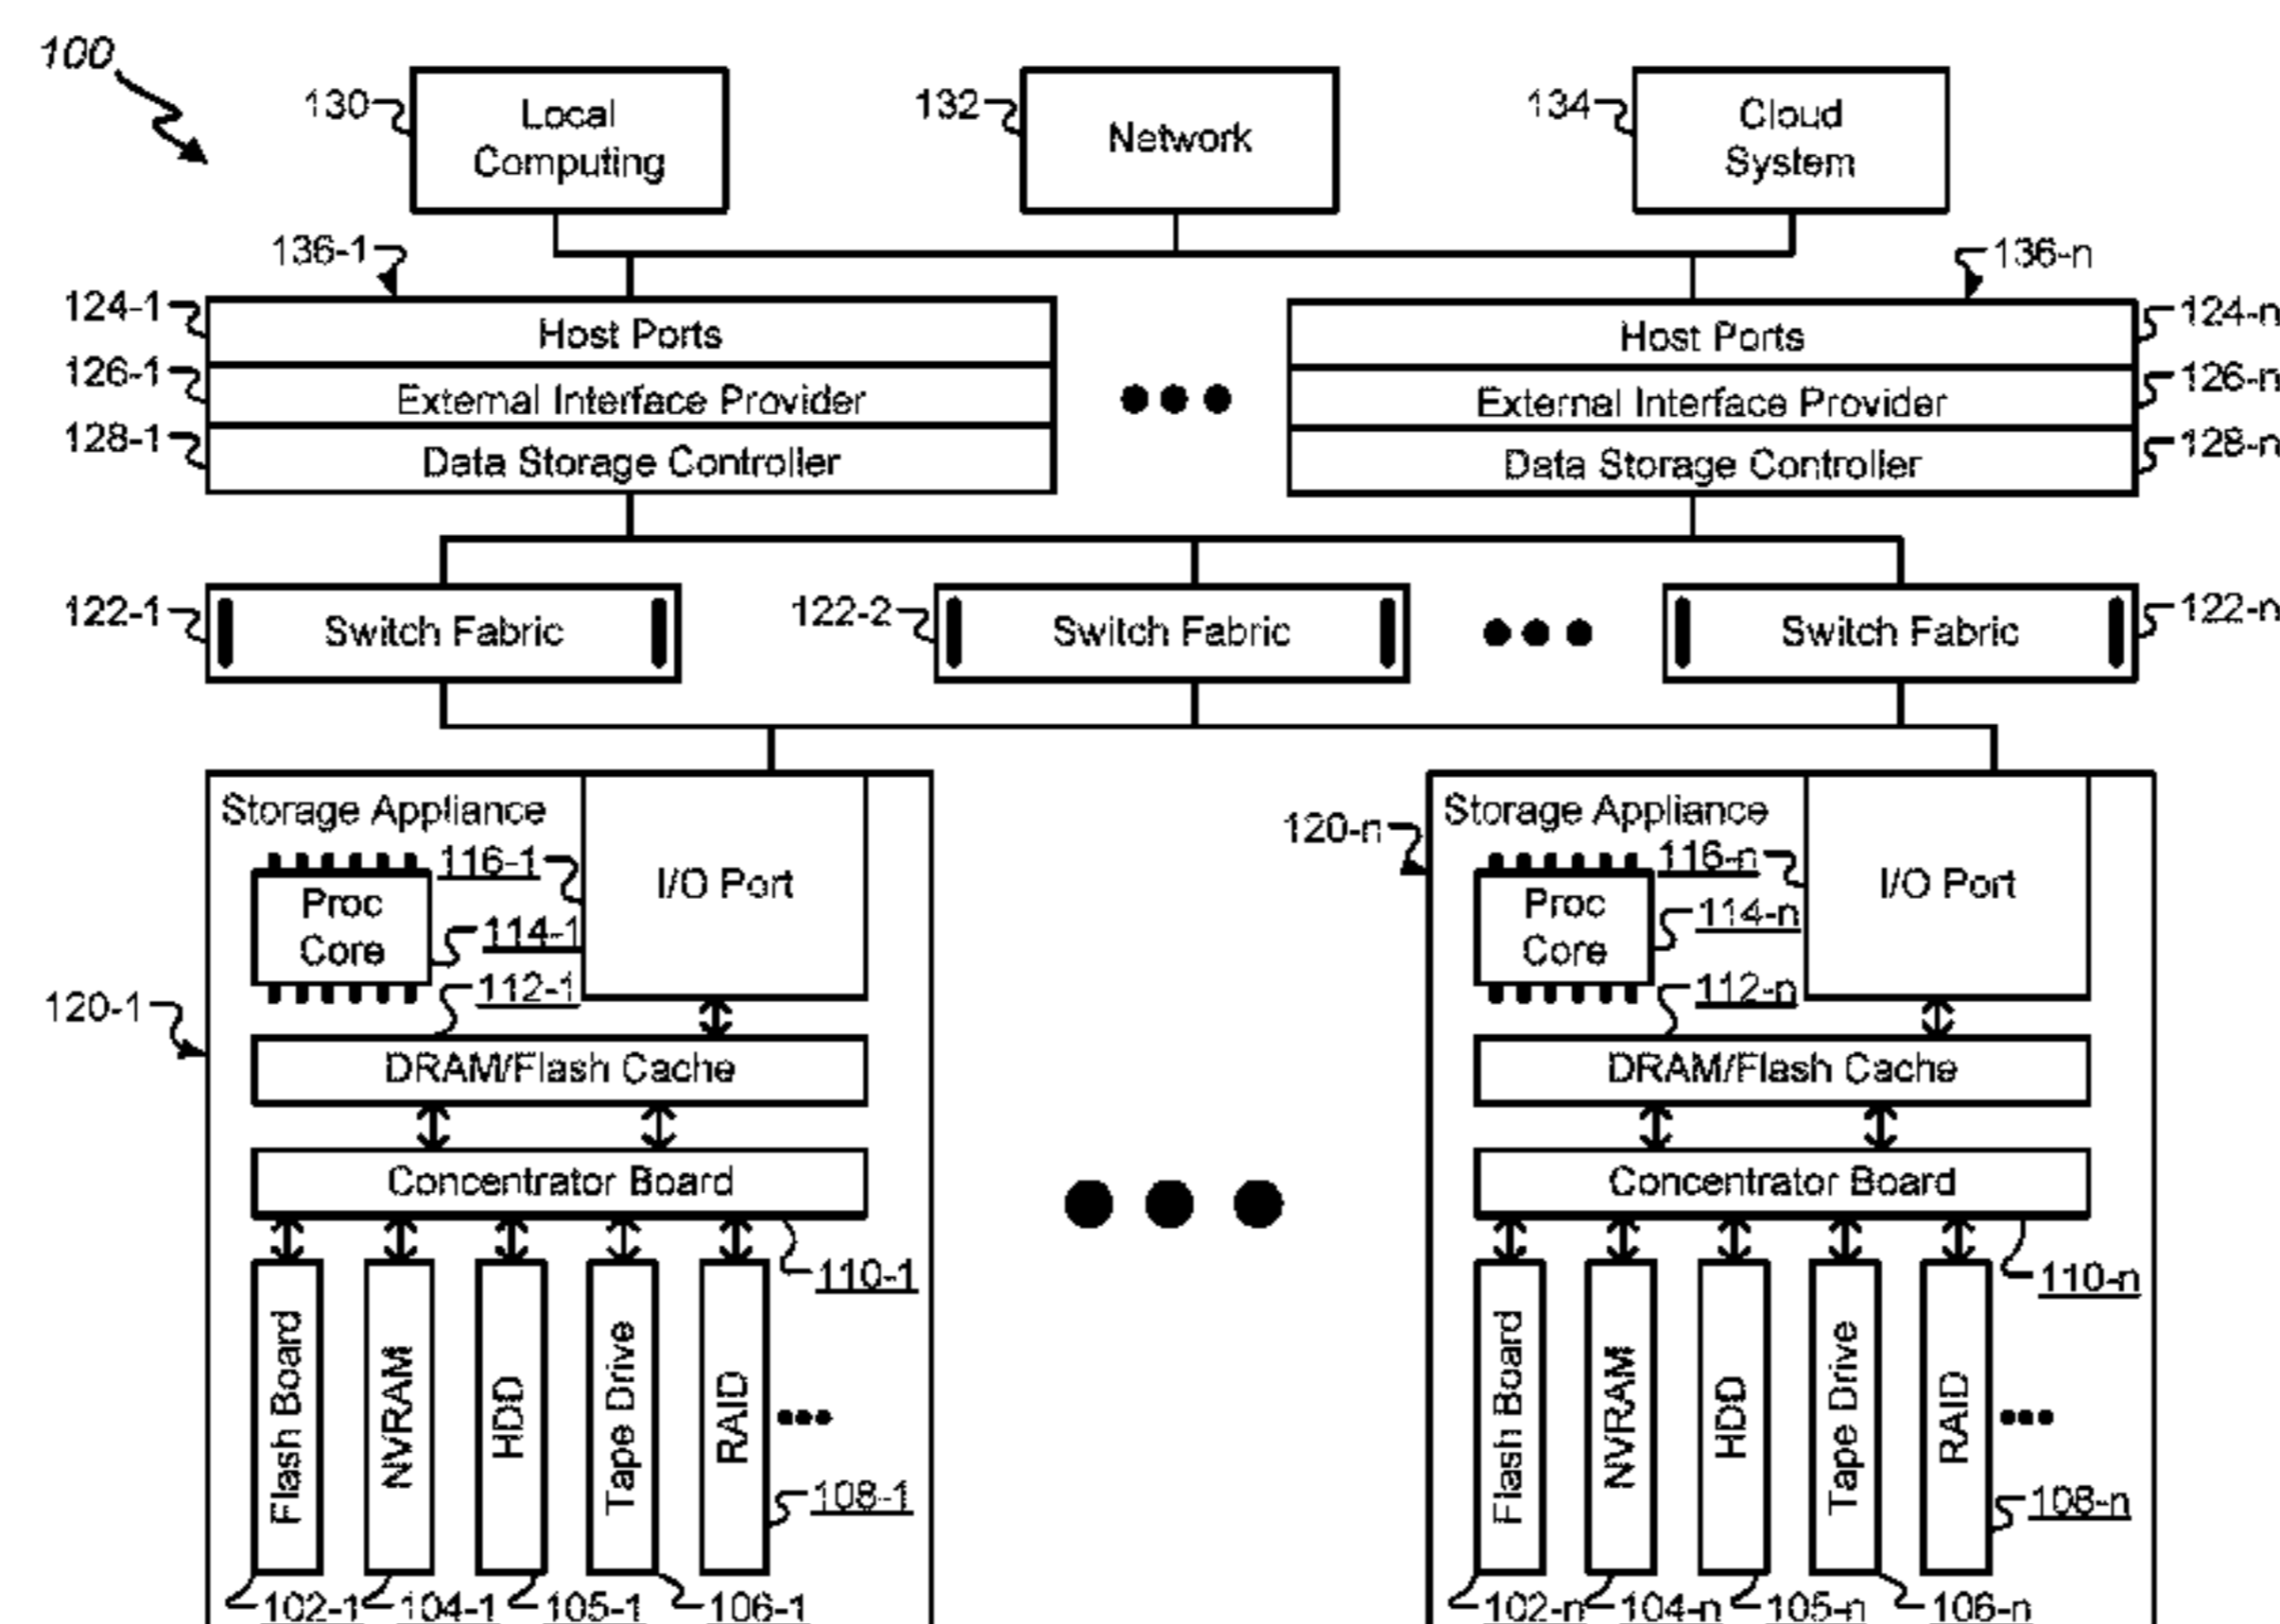 100
130
Local
Computing
132
Network
134
Cloud
System
136-1
136-n
124-1
Host Ports
Host Ports
124-n
126-1
External Interface Provider
External Interface Provider
126-n
128-1
Data Storage Controller
Data Storage Controller
128-n
122-1
Switch Fabric
122-2
Switch Fabric
Switch Fabric
122-n
120-1
Storage Appliance
116-1
I/O Port
Proc
Core
114-1
112-1
DRAM/Flash Cache
Concentrator Board
110-1
Flash Board
NVRAM
HDD
Tape Drive
RAID
108-1
102-1
104-1
105-1
106-1
120-n
Storage Appliance
116-n
I/O Port
Proc
Core
114-n
112-n
DRAM/Flash Cache
Concentrator Board
110-n
Flash Board
NVRAM
HDD
Tape Drive
RAID
108-n
102-n
104-n
105-n
106-n